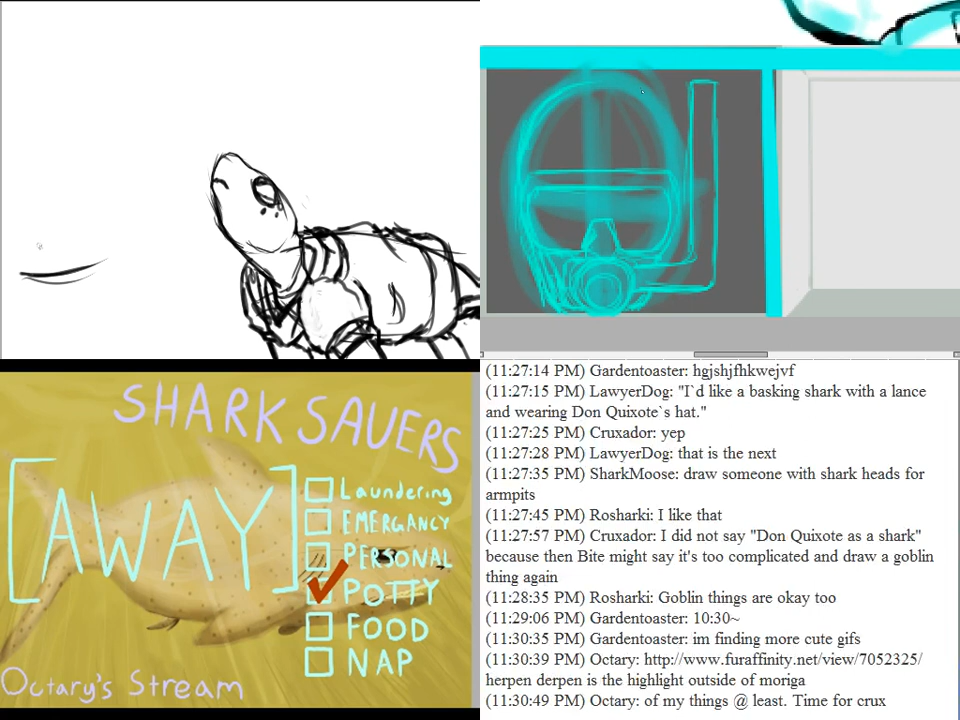 SHARK SAVERS
[AWAY]
Laundering
EMERGANCY
PERSONAL
POTTY
FOOD
NAP
Octary's Stream
(11:27:14 PM) Gardentoaster: hgjshjfhkwejvf
(11:27:15 PM) LawyerDog: "I`d like a basking shark with a lance
and wearing Don Quixote`s hat."
(11:27:25 PM) Cruxador: yep
(11:27:28 PM) LawyerDog: that is the next
(11:27:35 PM) SharkMoose: draw someone with shark heads for
armpits
(11:27:45 PM) Rosharki: I like that
(11:27:57 PM) Cruxador: I did not say "Don Quixote as a shark"
because then Bite might say it's too complicated and draw a goblin
thing again
(11:28:35 PM) Rosharki: Goblin things are okay too
(11:29:06 PM) Gardentoaster: 10:30~
(11:30:35 PM) Gardentoaster: im finding more cute gifs
(11:30:39 PM) Octary: http://www.furaffinity.net/view/7052325/
herpen derpen is the highlight outside of moriga
(11:30:49 PM) Octary: of my things @ least. Time for crux